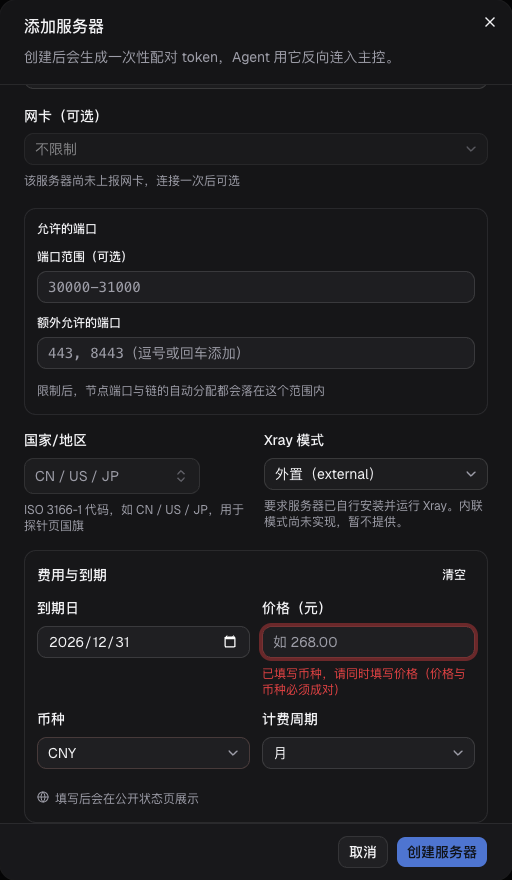 添加服务器
创建后会生成一次性配对 token，Agent 用它反向连入主控。
网卡（可选）
不限制
该服务器尚未上报网卡，连接一次后可选
允许的端口
端口范围（可选）
30000-31000
额外允许的端口
443, 8443（逗号或回车添加）
限制后，节点端口与链的自动分配都会落在这个范围内
国家/地区
Xray 模式
CN / US / JP
外置（external）
ISO 3166-1 代码，如 CN / US / JP，用于
探针页国旗
要求服务器已自行安装并运行 Xray。内联
模式尚未实现，暂不提供。
费用与到期
清空
到期日
价格（元）
2026/12/31
如 268.00
已填写币种，请同时填写价格（价格与
币种必须成对）
币种
计费周期
CNY
月
填写后会在公开状态页展示
取消
创建服务器